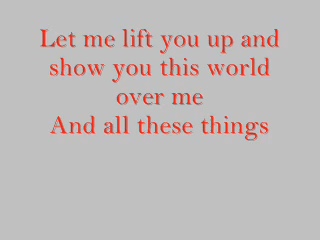 Let me lift you up and
show you this world
over me
And all these things